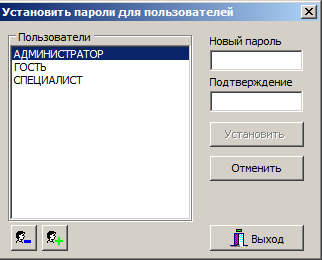 Установить пароли для пользователей
Пользователи
АДМИНИСТРАТОР
ГОСТЬ
СПЕЦИАЛИСТ
Новый пароль
Подтверждение
Установить
Отменить
Выход